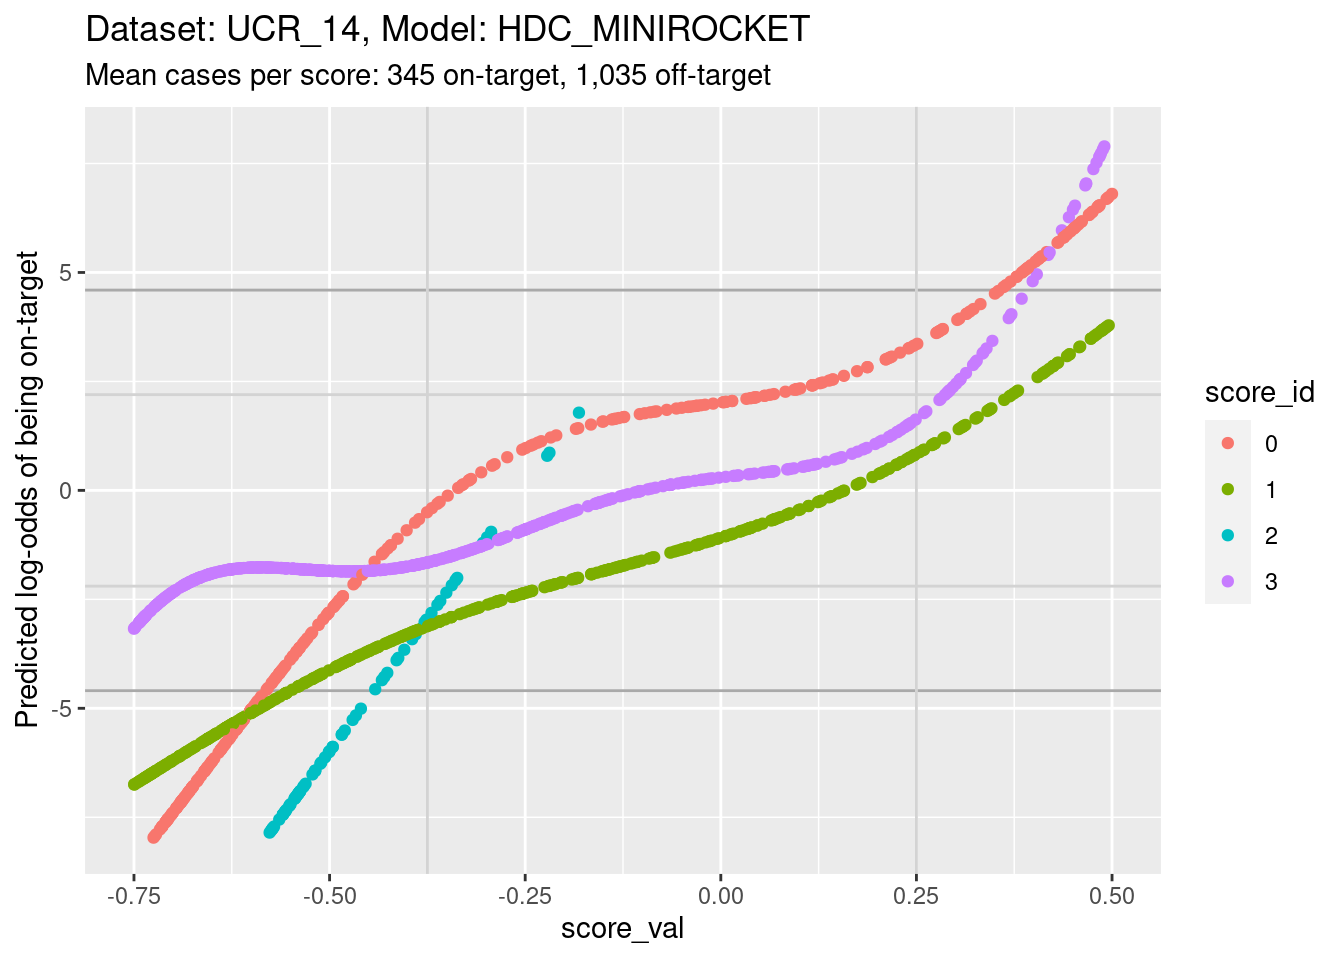 Dataset: UCR_14, Model: HDC_MINIROCKET
Mean cases per score: 345 on-target, 1,035 off-target
Predicted log-odds of being on-target
5
0
-5
-0.75
-0.50
-0.25
0.00
0.25
0.50
score_val
score_id
0
1
2
3